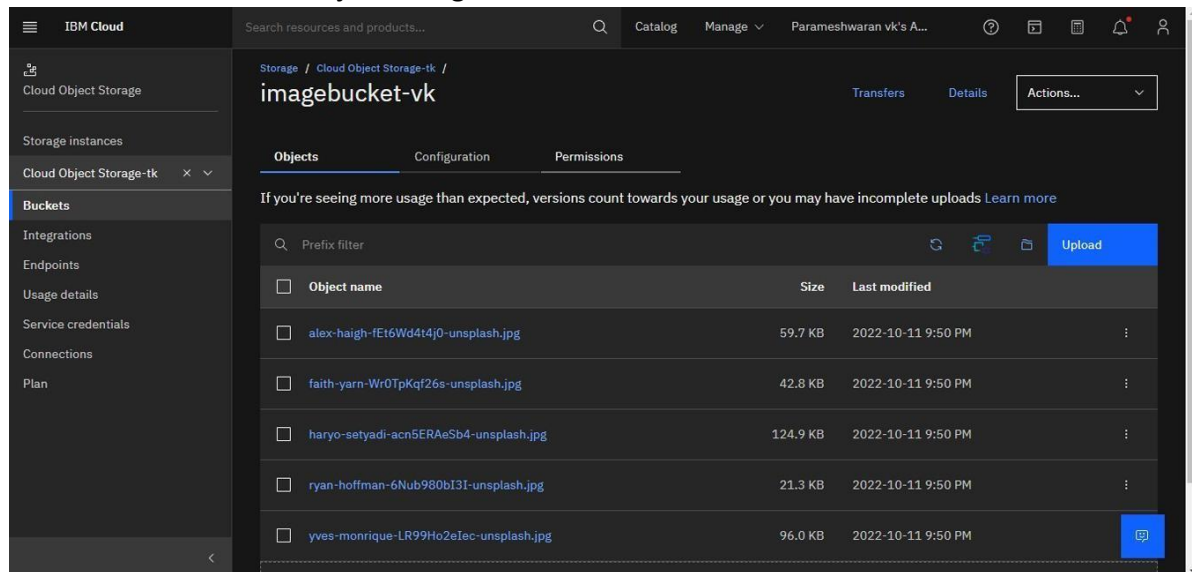 IBM Cloud
Search resources and products...
Catalog
Manage
Parameshwaran vk's A...
Cloud Object Storage
Storage instances
Cloud Object Storage-tk
Buckets
Integrations
Endpoints
Usage details
Service credentials
Connections
Plan
Storage / Cloud Object Storage-tk /
imagebucket-vk
Transfers
Details
Actions...
Objects
Configuration
Permissions
If you're seeing more usage than expected, versions count towards your usage or you may have incomplete uploads Learn more
Prefix filter
Upload
Object name Size Last modified
alex-haigh-fEt6Wd4t4j0-unsplash.jpg 59.7 KB 2022-10-11 9:50 PM
faith-yarn-Wr0TpKqf26s-unsplash.jpg 42.8 KB 2022-10-11 9:50 PM
haryo-setyadi-acn5ERAeSb4-unsplash.jpg 124.9 KB 2022-10-11 9:50 PM
ryan-hoffman-6Nub980bI3I-unsplash.jpg 21.3 KB 2022-10-11 9:50 PM
yves-monrique-LR99Ho2eIec-unsplash.jpg 96.0 KB 2022-10-11 9:50 PM